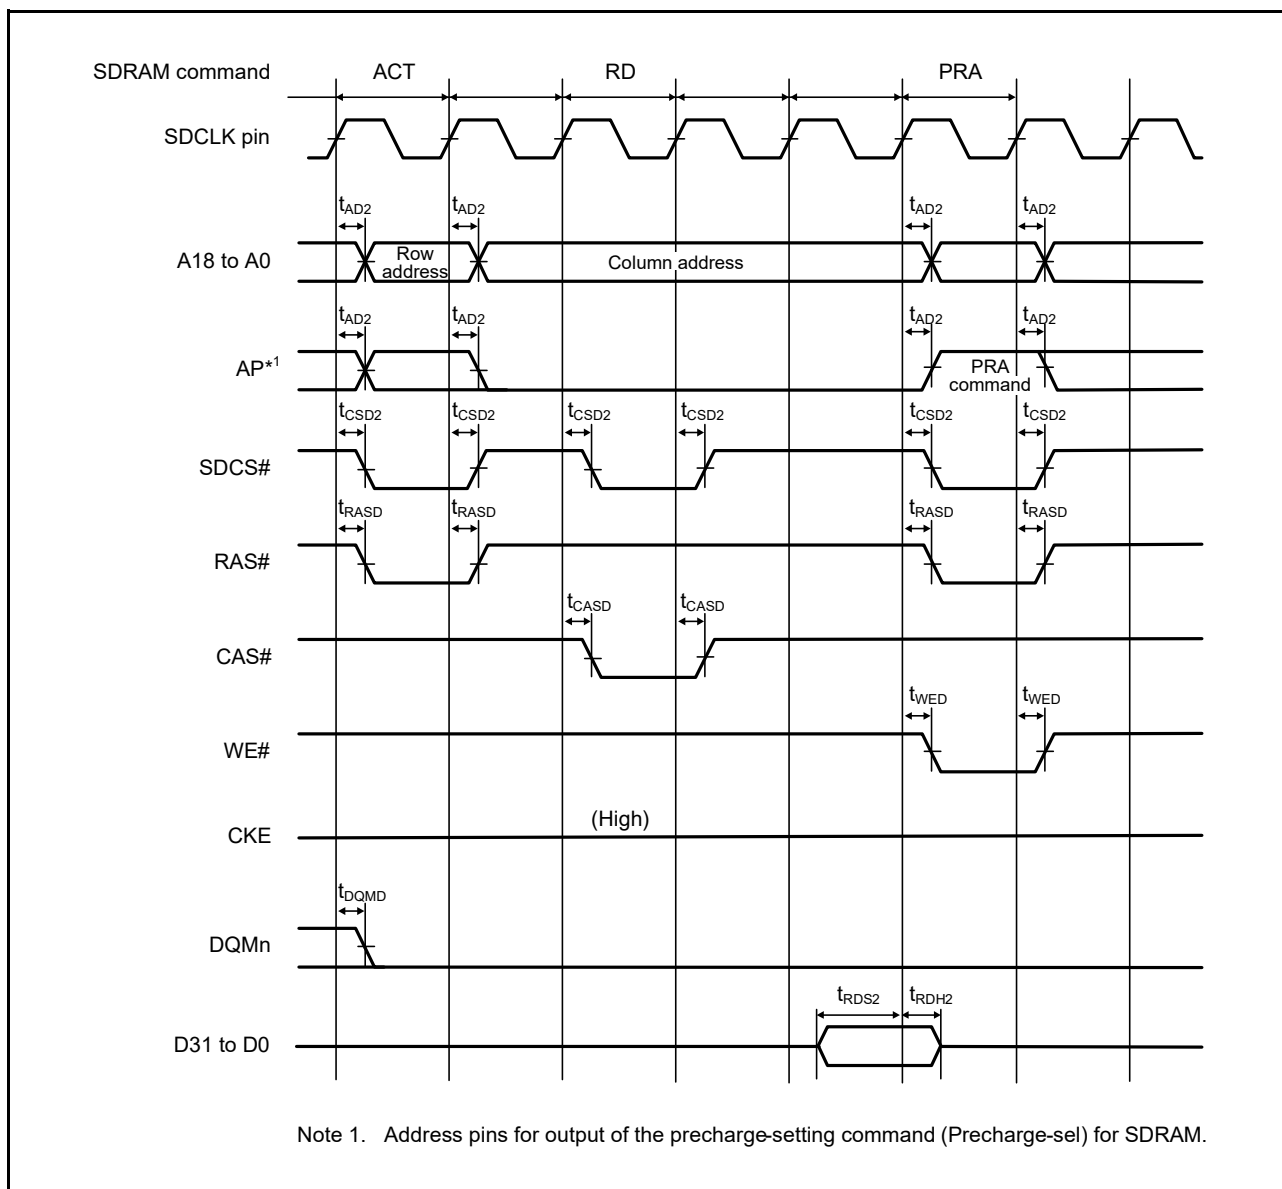 SDRAM command ACT RD PRA
SDCLK pin
tAD2 tAD2 tAD2 tAD2
A18 to A0 Row address Column address
tAD2 tAD2 tAD2 tAD2
AP*1 PRA command
tCSD2 tCSD2 tCSD2 tCSD2 tCSD2 tCSD2
SDCS#
tRASD tRASD tRASD tRASD
RAS#
tCASD tCASD
CAS#
tWED tWED
WE#
(High)
CKE
tDQMD
DQMn
tRDS2 tRDH2
D31 to D0
Note 1. Address pins for output of the precharge-setting command (Precharge-sel) for SDRAM.